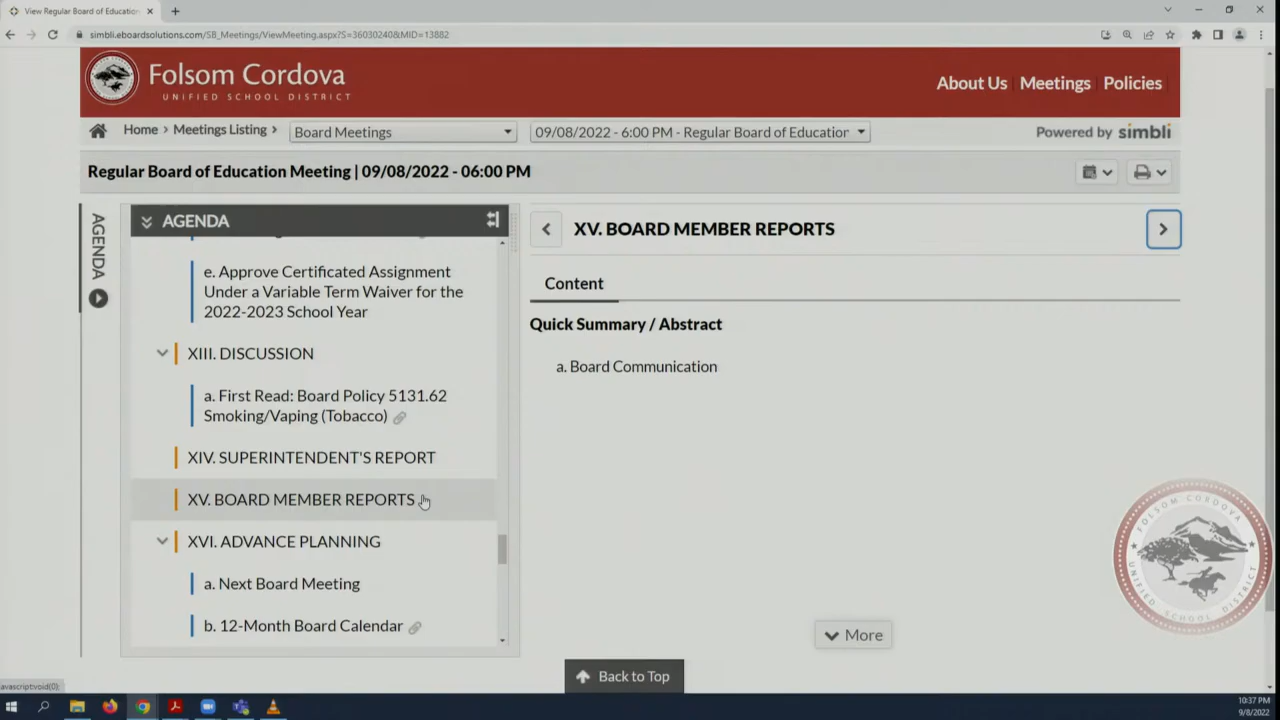 View Regular Board of Education
simbli.eboardsolutions.com/SB_Meetings/ViewMeeting.aspx?S=36030240&MID=13882
Folsom Cordova
UNIFIED SCHOOL DISTRICT
About Us Meetings Policies
Home > Meetings Listing > Board Meetings 09/08/2022 - 6:00 PM - Regular Board of Education Powered by simbli
Regular Board of Education Meeting | 09/08/2022 - 06:00 PM
AGENDA
AGENDA
e. Approve Certificated Assignment
Under a Variable Term Waiver for the
2022-2023 School Year
XIII. DISCUSSION
a. First Read: Board Policy 5131.62
Smoking/Vaping (Tobacco)
XIV. SUPERINTENDENT'S REPORT
XV. BOARD MEMBER REPORTS
XVI. ADVANCE PLANNING
a. Next Board Meeting
b. 12-Month Board Calendar
XV. BOARD MEMBER REPORTS
Content
Quick Summary / Abstract
a. Board Communication
More
Back to Top
FOLSOM CORDOVA
UNIFIED SCHOOL DISTRICT
avascript:void(0);
10:37 PM
9/8/2022